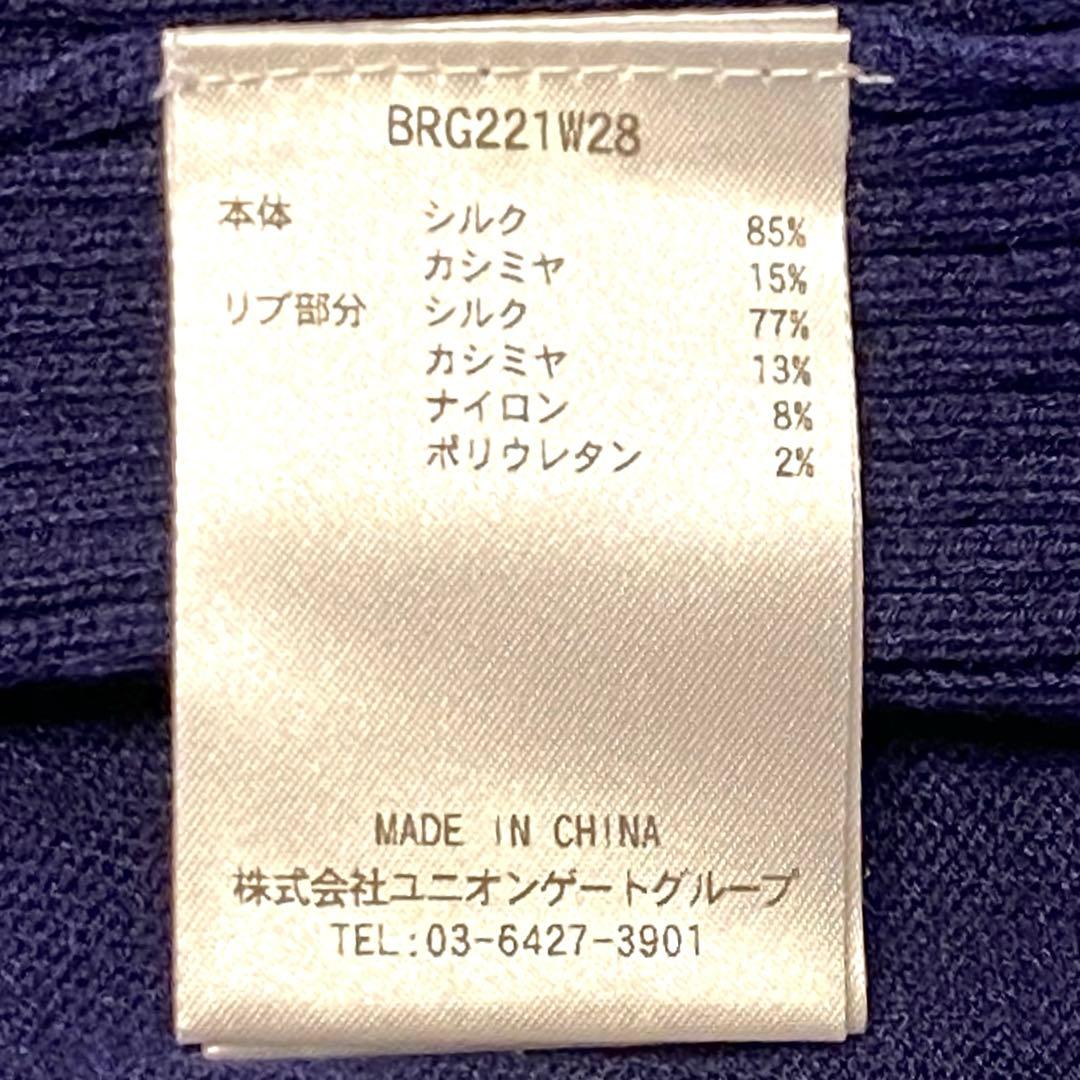 BRG221W28
本体 シルク 85%
カシミヤ 15%
リブ部分 シルク 77%
カシミヤ 13%
ナイロン 8%
ポリウレタン 2%
MADE IN CHINA
株式会社ユニオンゲートグループ
TEL:03-6427-3901